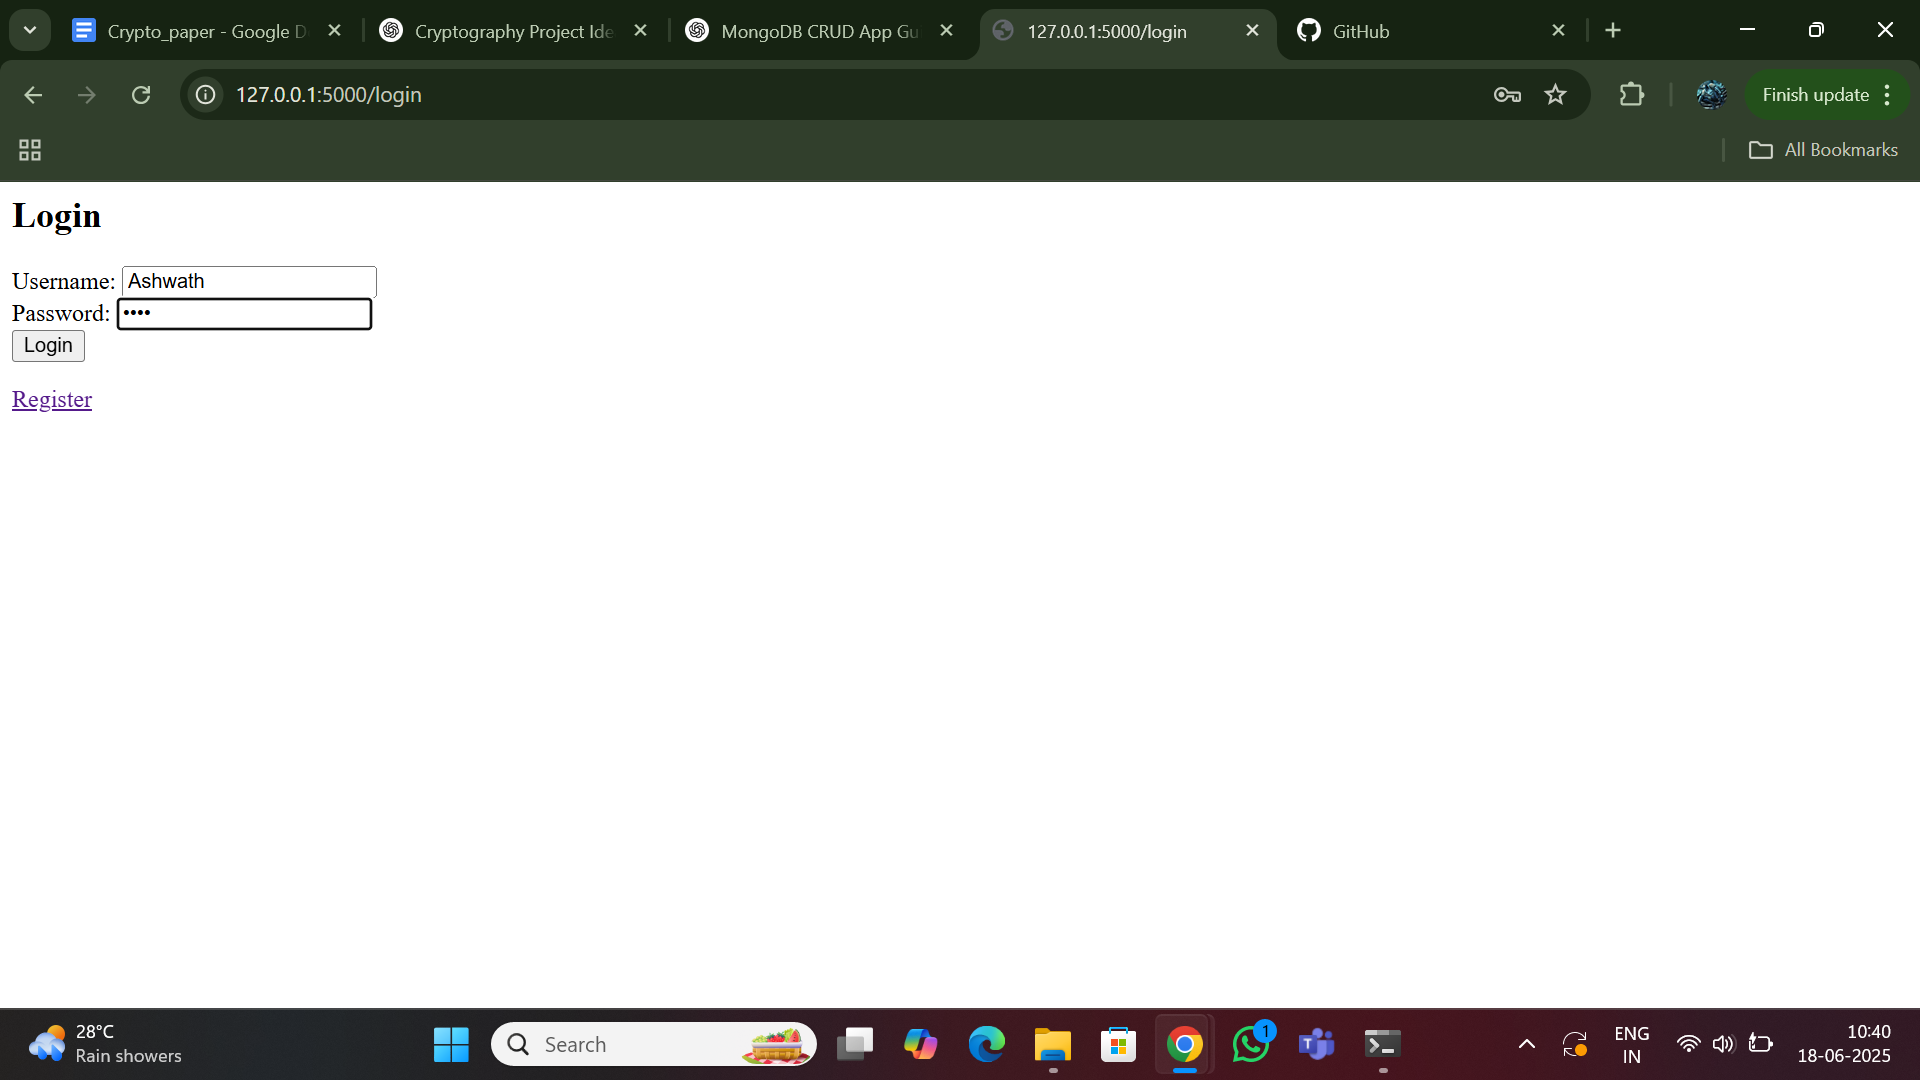 Crypto_paper - Google D
Cryptography Project Ide
MongoDB CRUD App Gu
127.0.0.1:5000/login
GitHub
127.0.0.1:5000/login
Finish update
All Bookmarks
Login
Username: Ashwath
Password: ••••
Login
Register
28°C
Rain showers
Search
1
T
ENG
IN
10:40
18-06-2025